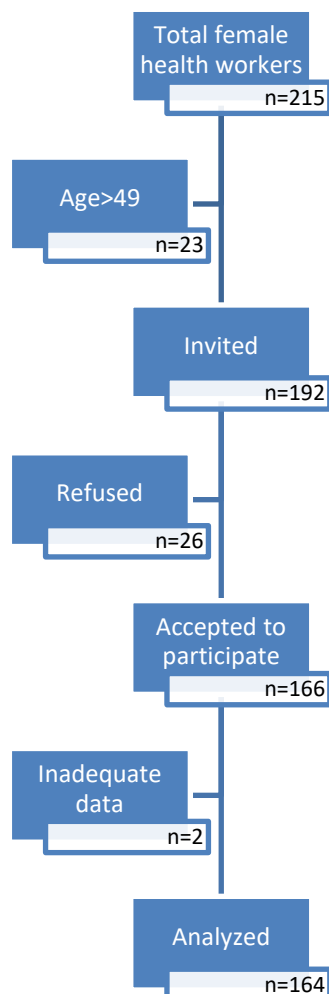 Total female
health workers
n=215
Age>49
n=23
Invited
n=192
Refused
n=26
Accepted to
participate
n=166
Inadequate
data
n=2
Analyzed
n=164